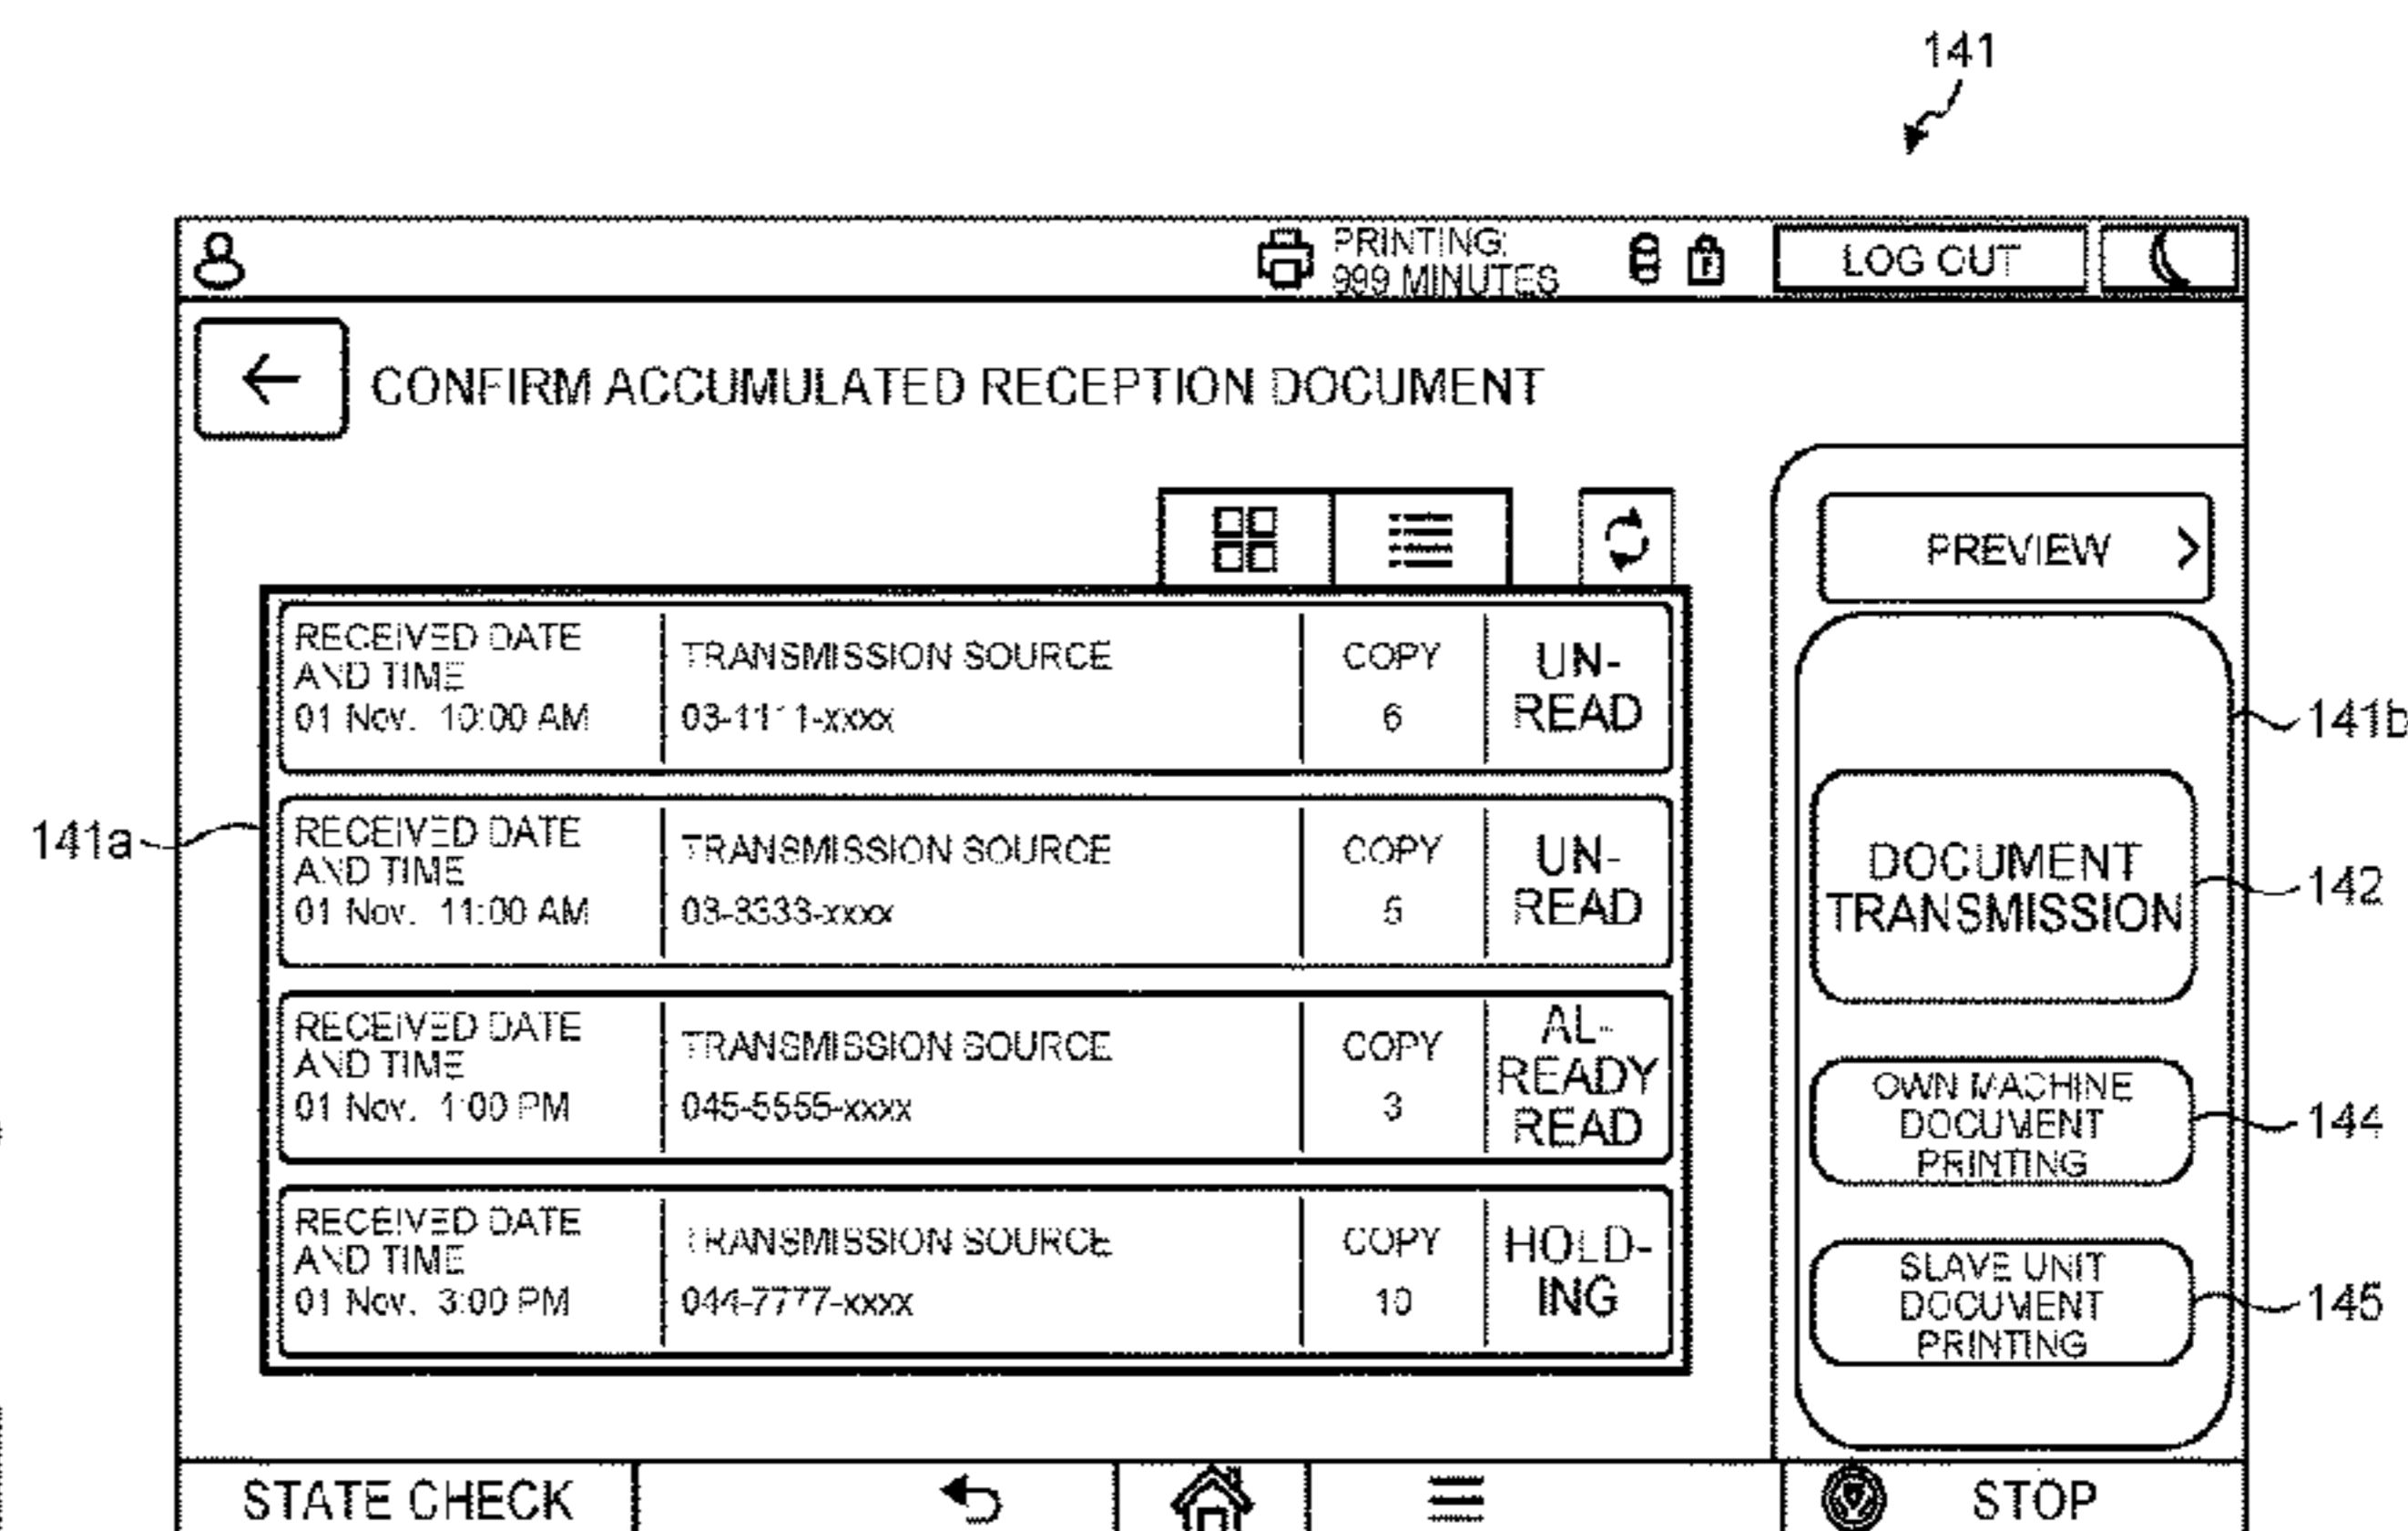 141
PRINTING:
999 MINUTES
F
LOG OUT
CONFIRM ACCUMULATED RECEPTION DOCUMENT
PREVIEW >
RECEIVED DATE
AND TIME
01 Nov. 10:00 AM
TRANSMISSION SOURCE
03-1111-xxxx
COPY
6
UN-
READ
141b
RECEIVED DATE
AND TIME
01 Nov. 11:00 AM
TRANSMISSION SOURCE
03-3333-xxxx
COPY
5
UN-
READ
141a
DOCUMENT
TRANSMISSION
142
RECEIVED DATE
AND TIME
01 Nov. 1:00 PM
TRANSMISSION SOURCE
045-5555-xxxx
COPY
3
AL-
READY
READ
OWN MACHINE
DOCUMENT
PRINTING
144
RECEIVED DATE
AND TIME
01 Nov. 3:00 PM
TRANSMISSION SOURCE
044-7777-xxxx
COPY
10
HOLD-
ING
SLAVE UNIT
DOCUMENT
PRINTING
145
STATE CHECK
STOP